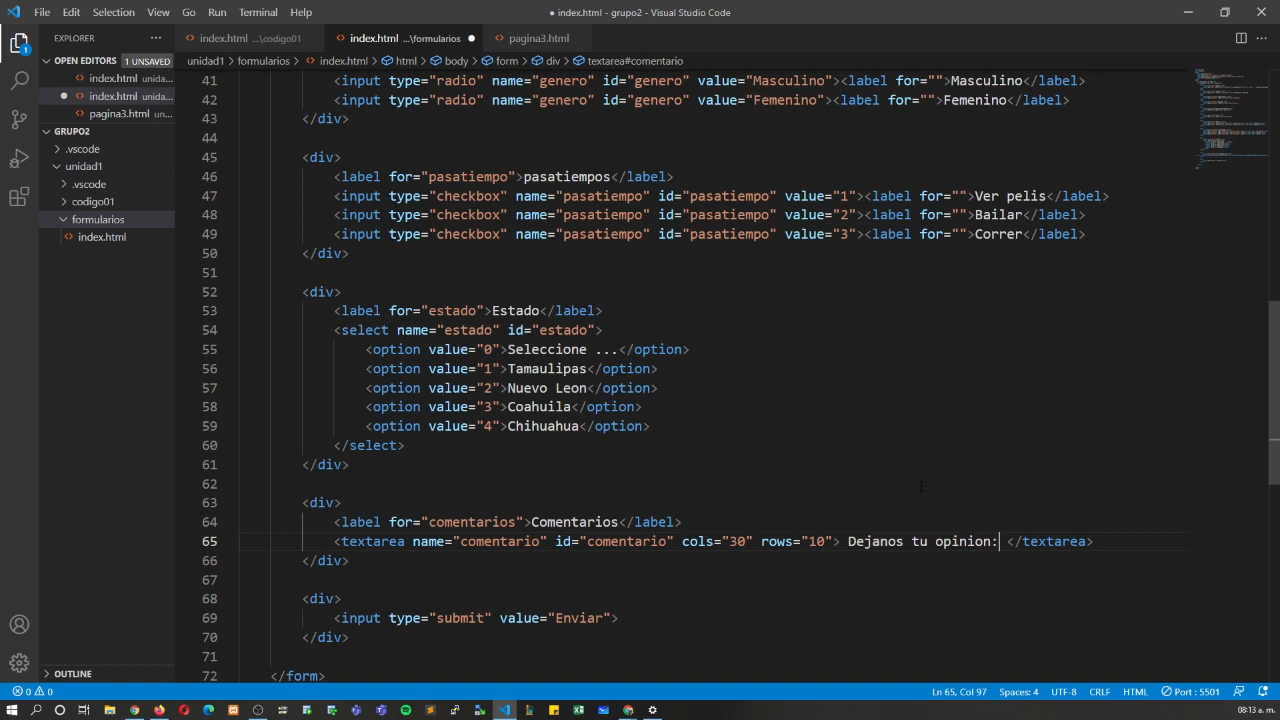 File Edit Selection View Go Run Terminal Help
● index.html - grupo2 - Visual Studio Code
EXPLORER ···
index.html ...\codigo01
index.html ...\formularios ●
pagina3.html
OPEN EDITORS 1 UNSAVED
unidad1 > formularios > index.html > html > body > form > div > textarea#comentario
index.html unida...
index.html unida...
pagina3.html un...
GRUPO2
.vscode
unidad1
.vscode
codigo01
formularios
index.html
41 <input type="radio" name="genero" id="genero" value="Masculino"><label for="">Masculino</label>
42 <input type="radio" name="genero" id="genero" value="Femenino"><label for="">Femenino</label>
43 </div>
44
45 <div>
46 <label for="pasatiempo">pasatiempos</label>
47 <input type="checkbox" name="pasatiempo" id="pasatiempo" value="1"><label for="">Ver pelis</label>
48 <input type="checkbox" name="pasatiempo" id="pasatiempo" value="2"><label for="">Bailar</label>
49 <input type="checkbox" name="pasatiempo" id="pasatiempo" value="3"><label for="">Correr</label>
50 </div>
51
52 <div>
53 <label for="estado">Estado</label>
54 <select name="estado" id="estado">
55 <option value="0">Seleccione ...</option>
56 <option value="1">Tamaulipas</option>
57 <option value="2">Nuevo Leon</option>
58 <option value="3">Coahuila</option>
59 <option value="4">Chihuahua</option>
60 </select>
61 </div>
62
63 <div>
64 <label for="comentarios">Comentarios</label>
65 <textarea name="comentario" id="comentario" cols="30" rows="10"> Dejanos tu opinion: </textarea>
66 </div>
67
68 <div>
69 <input type="submit" value="Enviar">
70 </div>
71
72 </form>
OUTLINE
0 0
Ln 65, Col 97 Spaces: 4 UTF-8 CRLF HTML Port : 5501
08:13 a. m.